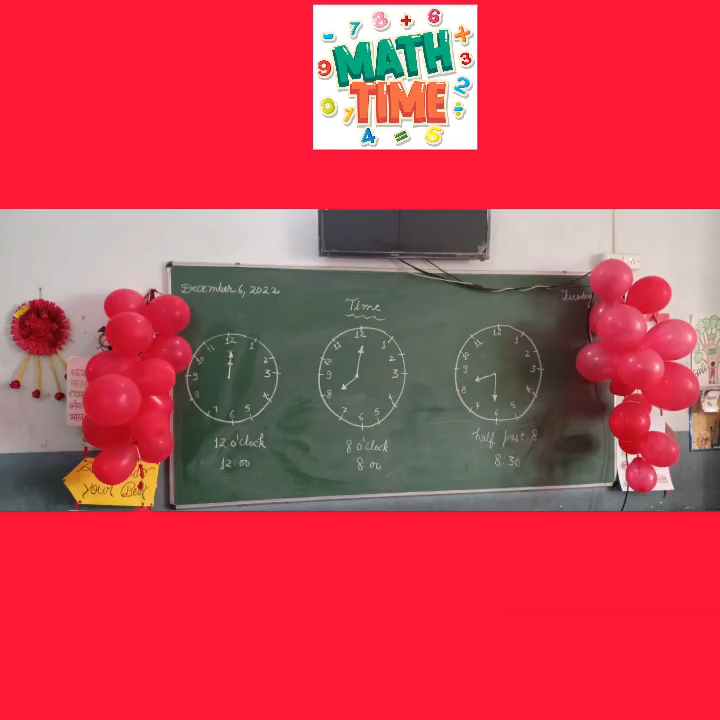 MATH
TIME
December 6, 2022
Tuesday
Time
12 o'clock
12:00
8 o'clock
8:00
half past 8
8:30
your Best